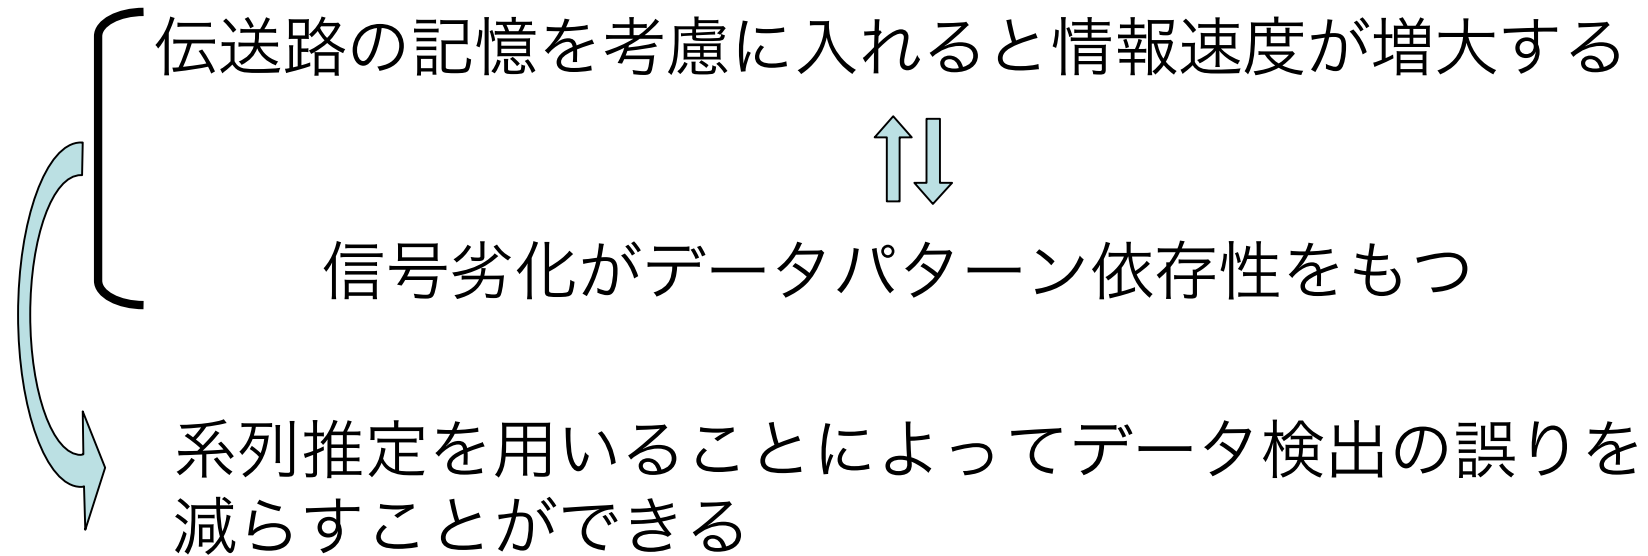 伝送路の記憶を考慮に入れると情報速度が増大する
信号劣化がデータパターン依存性をもつ
系列推定を用いることによってデータ検出の誤りを
減らすことができる